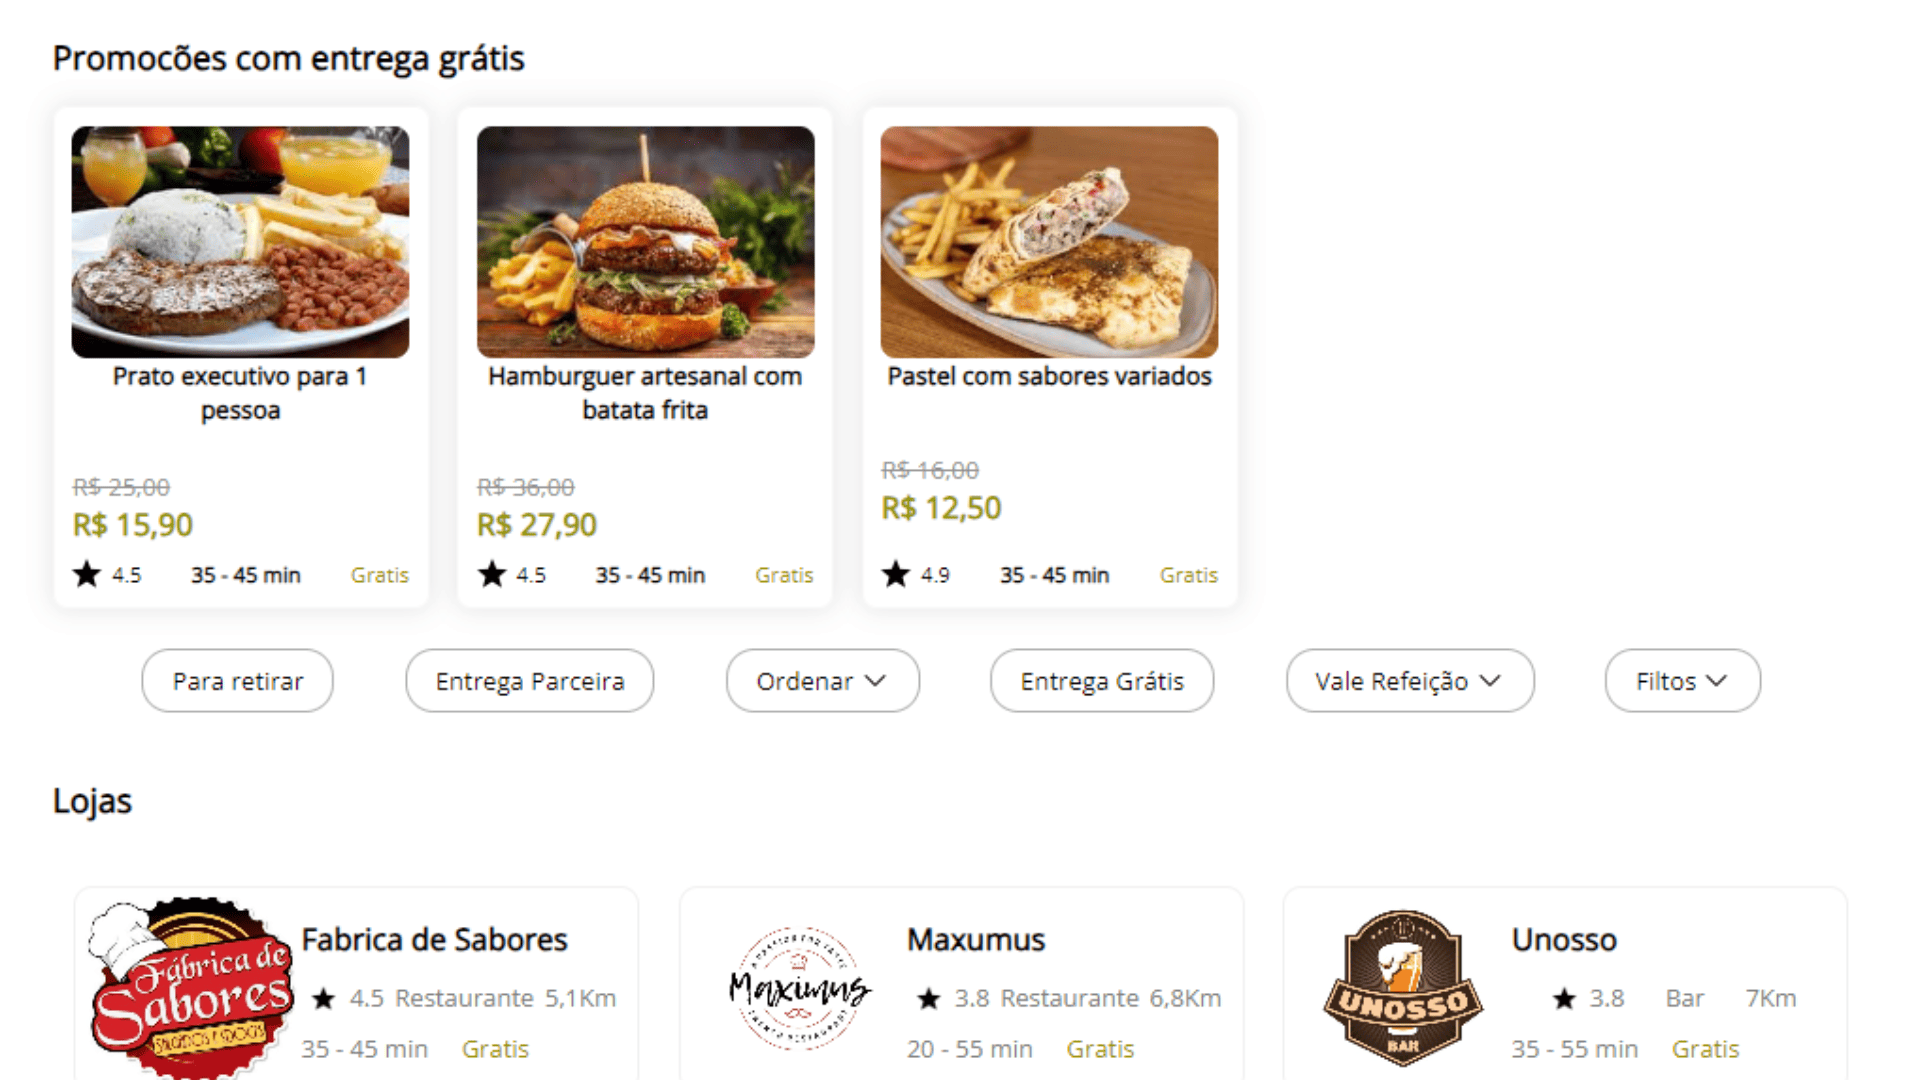 Promocões com entrega grátis
Prato executivo para 1
pessoa
R$ 25,00
R$ 15,90
4.5 35 - 45 min Gratis
Hamburguer artesanal com
batata frita
R$ 36,00
R$ 27,90
4.5 35 - 45 min Gratis
Pastel com sabores variados
R$ 16,00
R$ 12,50
4.9 35 - 45 min Gratis
Para retirar
Entrega Parceira
Ordenar
Entrega Grátis
Vale Refeição
Filtos
Lojas
Fábrica de
Sabores
Fabrica de Sabores
4.5 Restaurante 5,1Km
35 - 45 min Gratis
Maximus
Maxumus
3.8 Restaurante 6,8Km
20 - 55 min Gratis
UNOSSO
BAR
Unosso
3.8 Bar 7Km
35 - 55 min Gratis